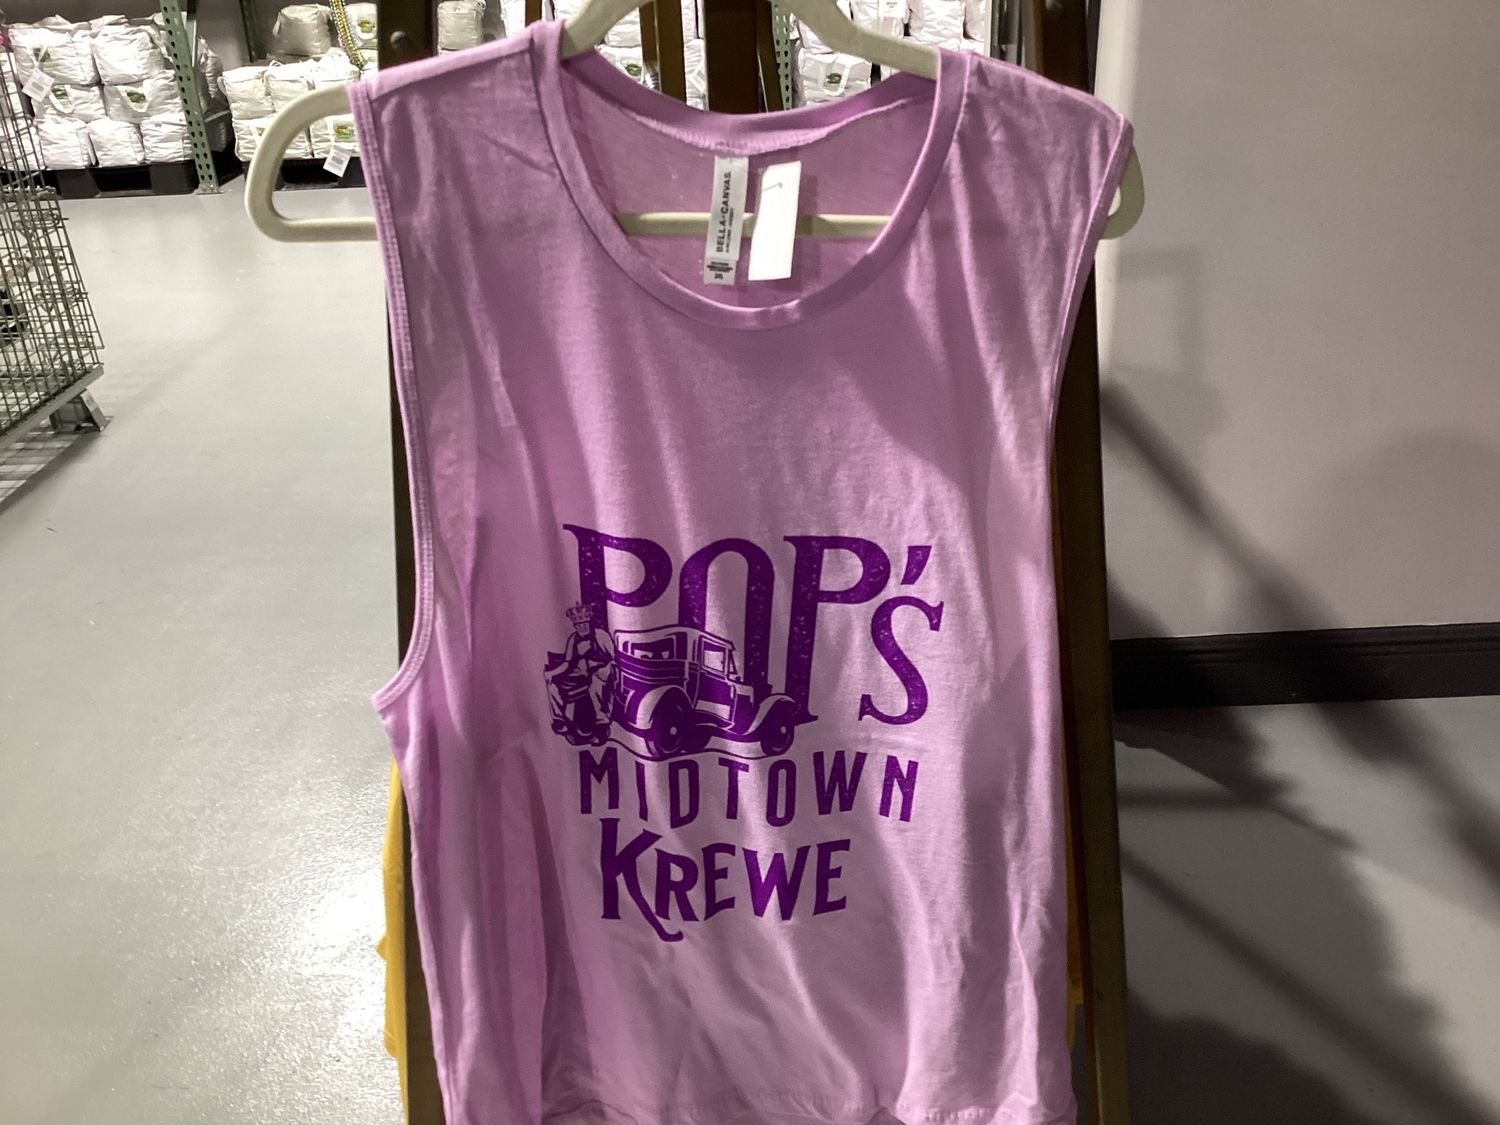 BELLA+CANVAS.
POP'S
MIDTOWN
KREWE